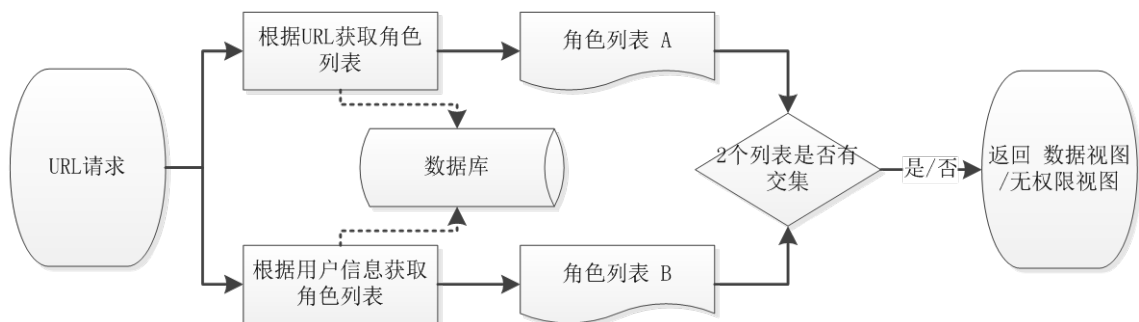 URL请求
根据URL获取角色
列表
角色列表 A
数据库
根据用户信息获取
角色列表
角色列表 B
2个列表是否有
交集
是/否
返回 数据视图
/无权限视图